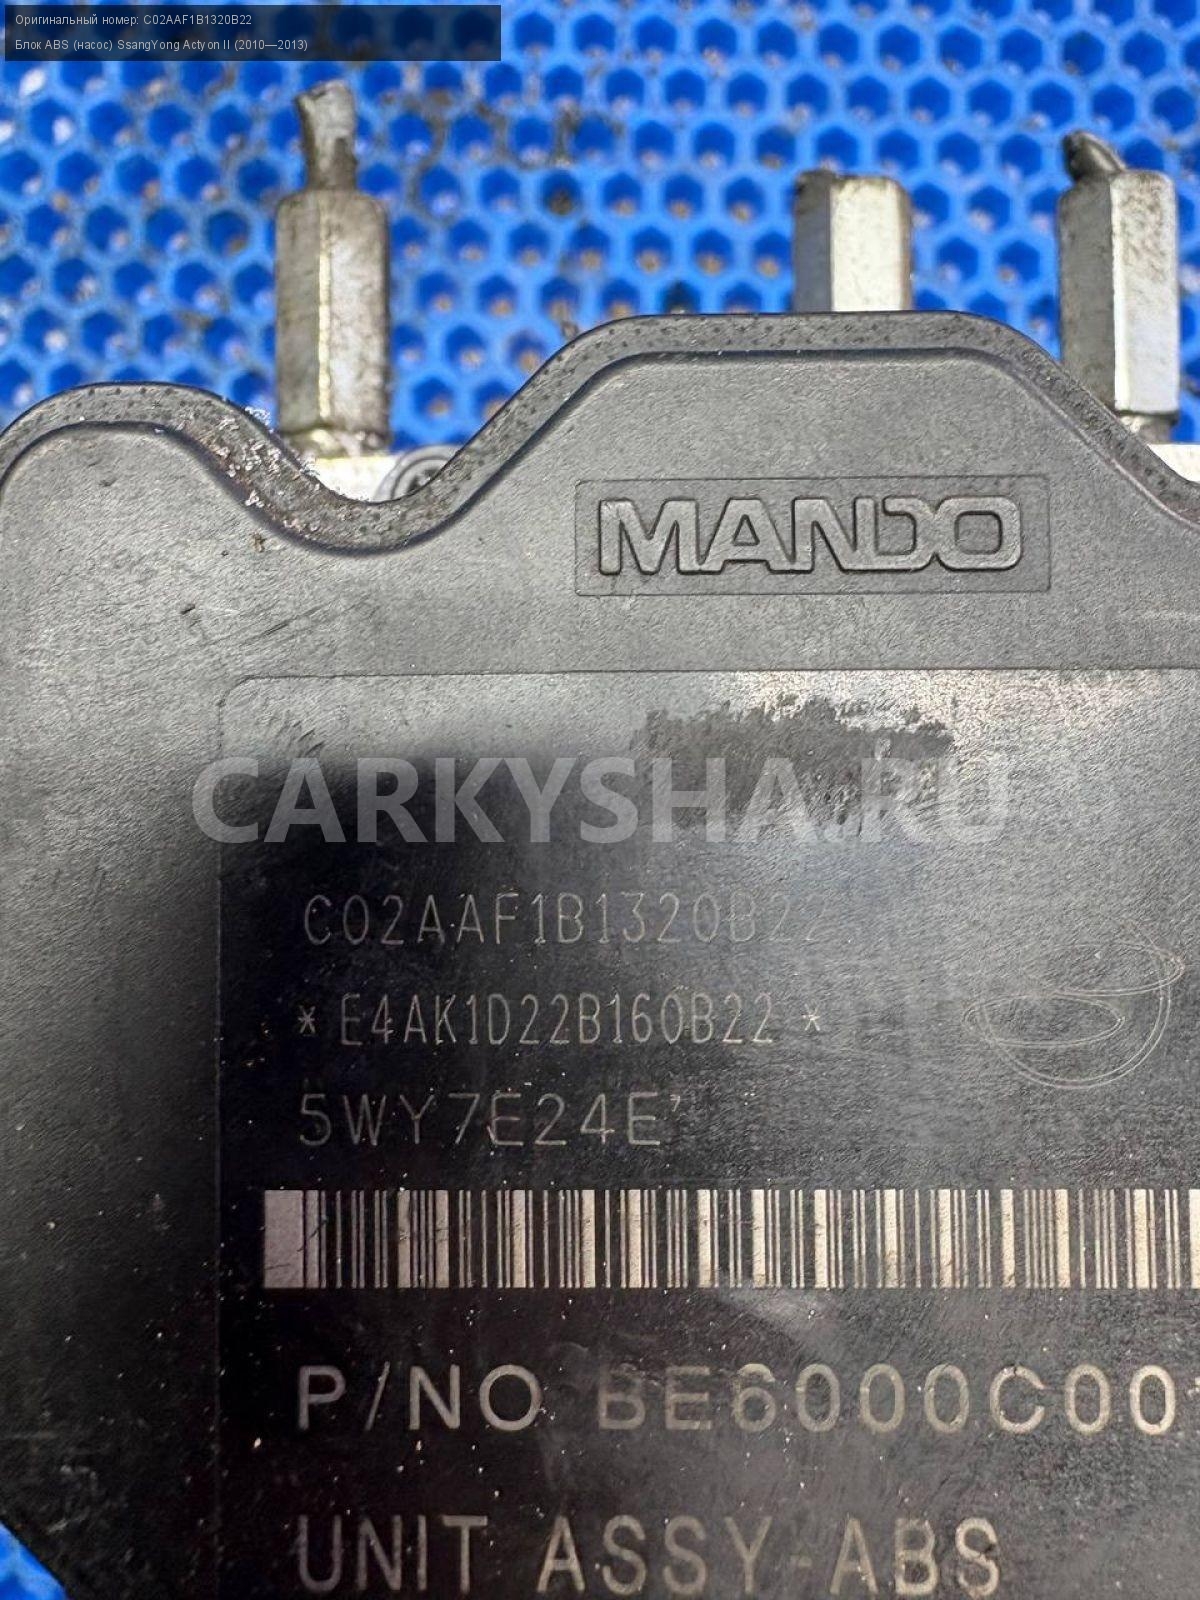 Оригинальный номер: C02AAF1B1320B22
Блок ABS (насос) SsangYong Actyon II (2010—2013)
MANDO
CARKYSHA.RU
C02AAF1B1320B22
*E4AK1D22B160B22*
5WY7E24E
P/NO BE6000C00
UNIT ASSY-ABS